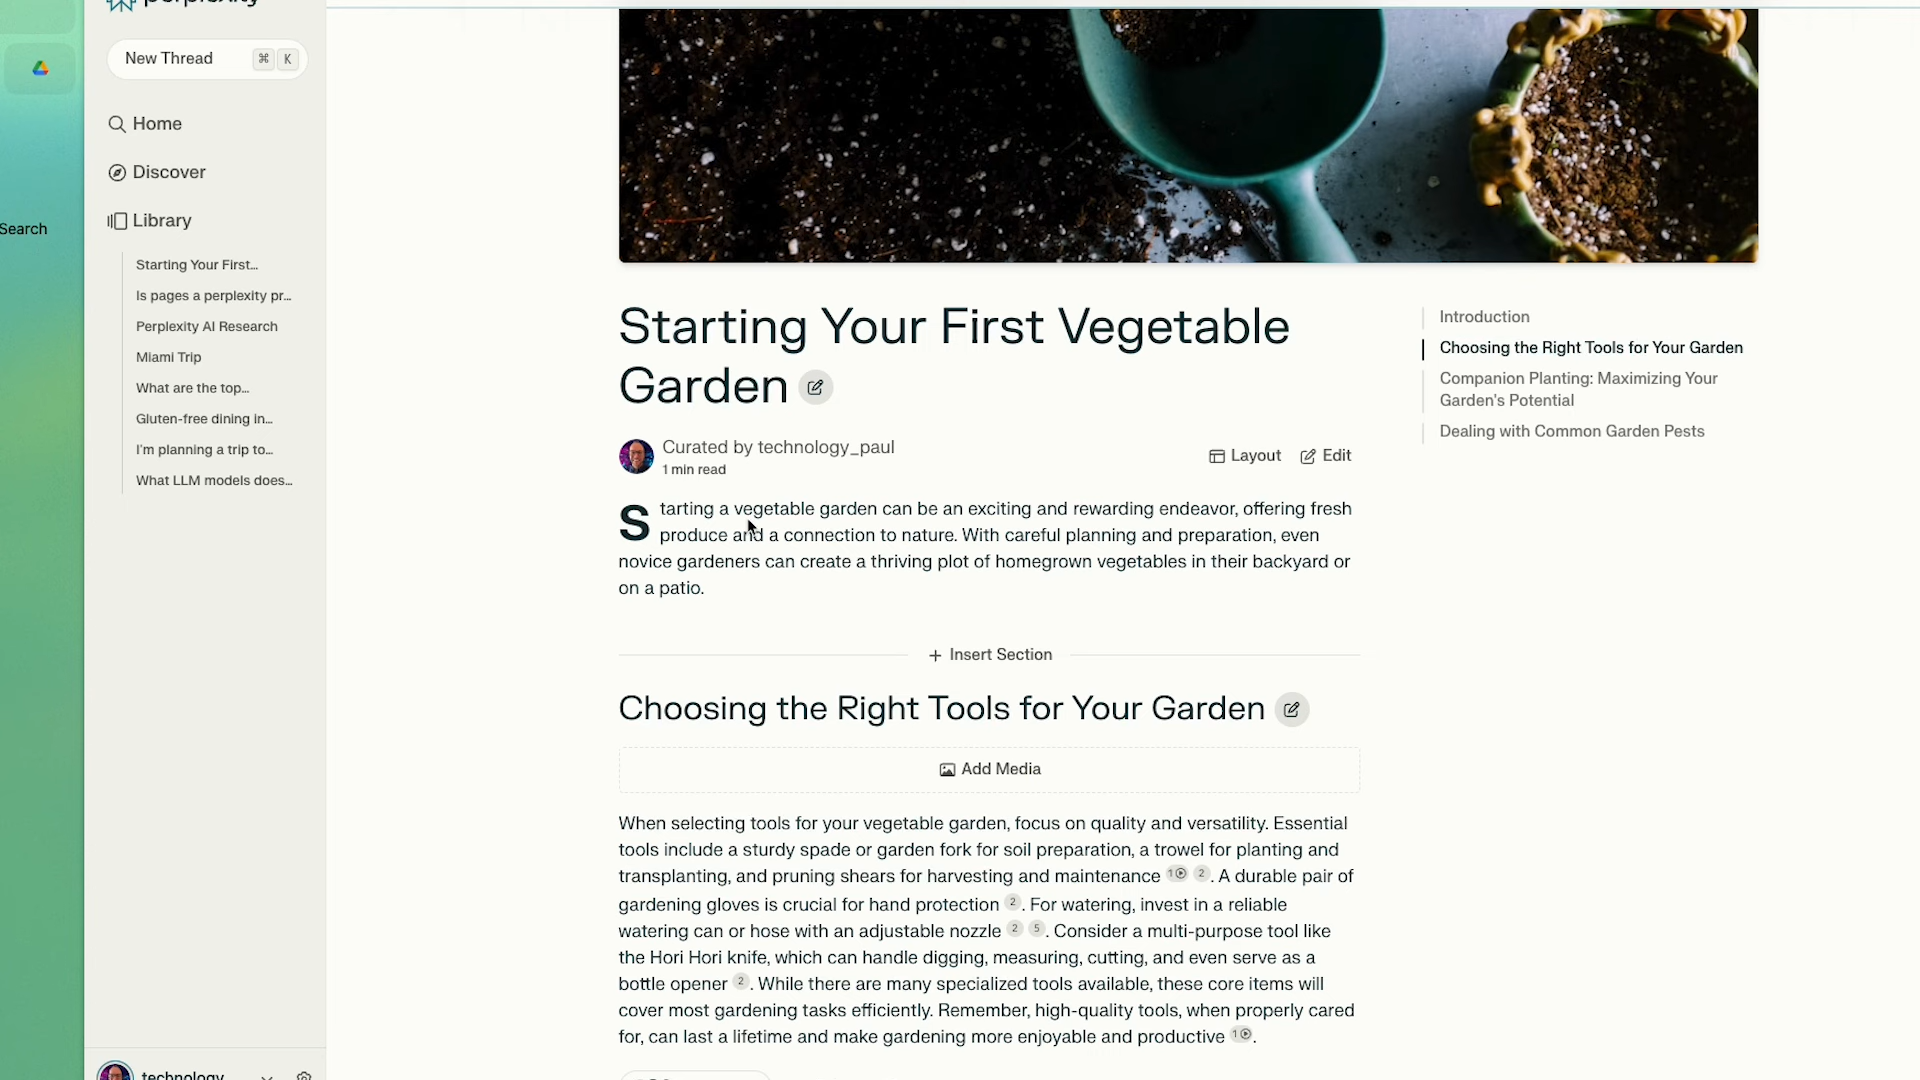 perplexity
New Thread
⌘ K
Home
Discover
Library
Search
Starting Your First…
Is pages a perplexity pr…
Perplexity AI Research
Miami Trip
What are the top…
Gluten-free dining in…
I'm planning a trip to…
What LLM models does…
technology
Starting Your First Vegetable
Garden
Curated by technology_paul
1 min read
Layout
Edit
Starting a vegetable garden can be an exciting and rewarding endeavor, offering fresh
produce and a connection to nature. With careful planning and preparation, even
novice gardeners can create a thriving plot of homegrown vegetables in their backyard or
on a patio.
+ Insert Section
Choosing the Right Tools for Your Garden
Add Media
When selecting tools for your vegetable garden, focus on quality and versatility. Essential
tools include a sturdy spade or garden fork for soil preparation, a trowel for planting and
transplanting, and pruning shears for harvesting and maintenance 1 2. A durable pair of
gardening gloves is crucial for hand protection 2. For watering, invest in a reliable
watering can or hose with an adjustable nozzle 2 5. Consider a multi-purpose tool like
the Hori Hori knife, which can handle digging, measuring, cutting, and even serve as a
bottle opener 2. While there are many specialized tools available, these core items will
cover most gardening tasks efficiently. Remember, high-quality tools, when properly cared
for, can last a lifetime and make gardening more enjoyable and productive 1.
Introduction
Choosing the Right Tools for Your Garden
Companion Planting: Maximizing Your
Garden's Potential
Dealing with Common Garden Pests